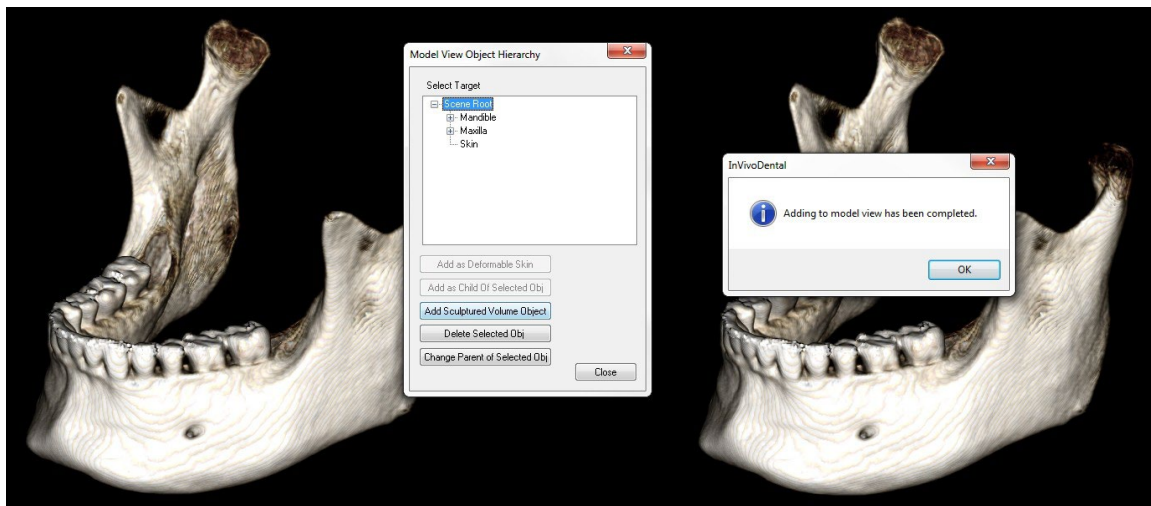 Model View Object Hierarchy
Select Target
Scene Root
Mandible
Maxilla
Skin
Add as Deformable Skin
Add as Child Of Selected Obj
Add Sculptured Volume Object
Delete Selected Obj
Change Parent of Selected Obj
Close
InVivoDental
Adding to model view has been completed.
OK